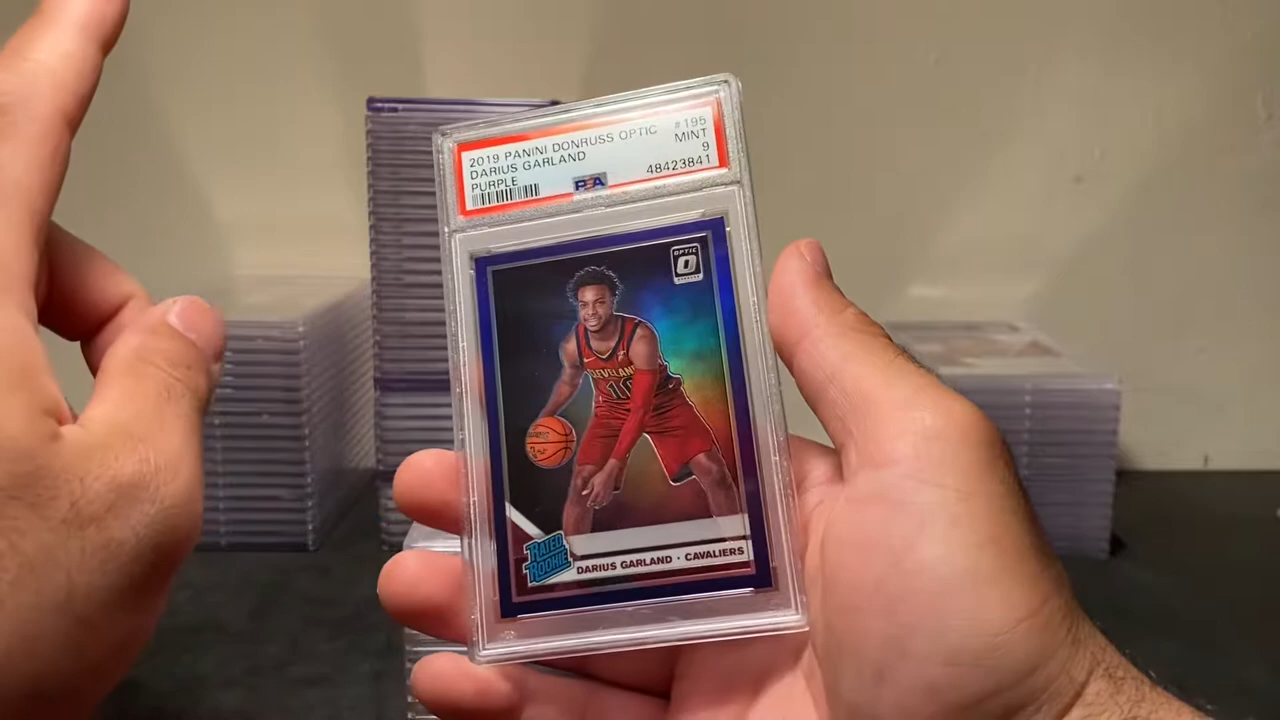 2019 PANINI DONRUSS OPTIC #195
DARIUS GARLAND MINT
PURPLE 9
PSA 48423841
OPTIC
O
CLEVELAND
10
RATED
ROOKIE
DARIUS GARLAND • CAVALIERS